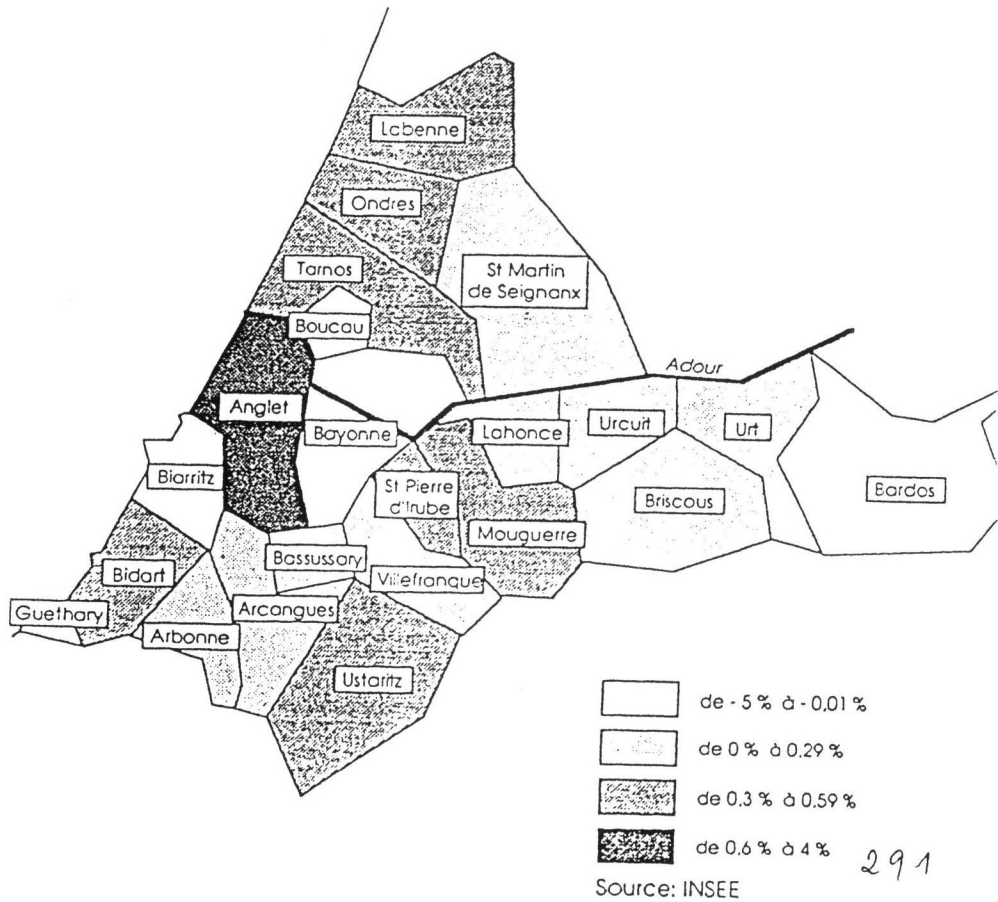 Labenne
Ondres
Tarnos
St Martin
de Seignanx
Boucau
Adour
Anglet
Bayonne
Lahonce
Urcuit
Urt
Biarritz
St Pierre
d'Irube
Briscous
Bardos
Mouguerre
Bassussary
Bidart
Villefranque
Guethary
Arcangues
Arbonne
Ustaritz
de - 5 % à - 0,01 %
de 0 % à 0,29 %
de 0,3 % à 0,59 %
de 0,6 % à 4 %
291
Source: INSEE